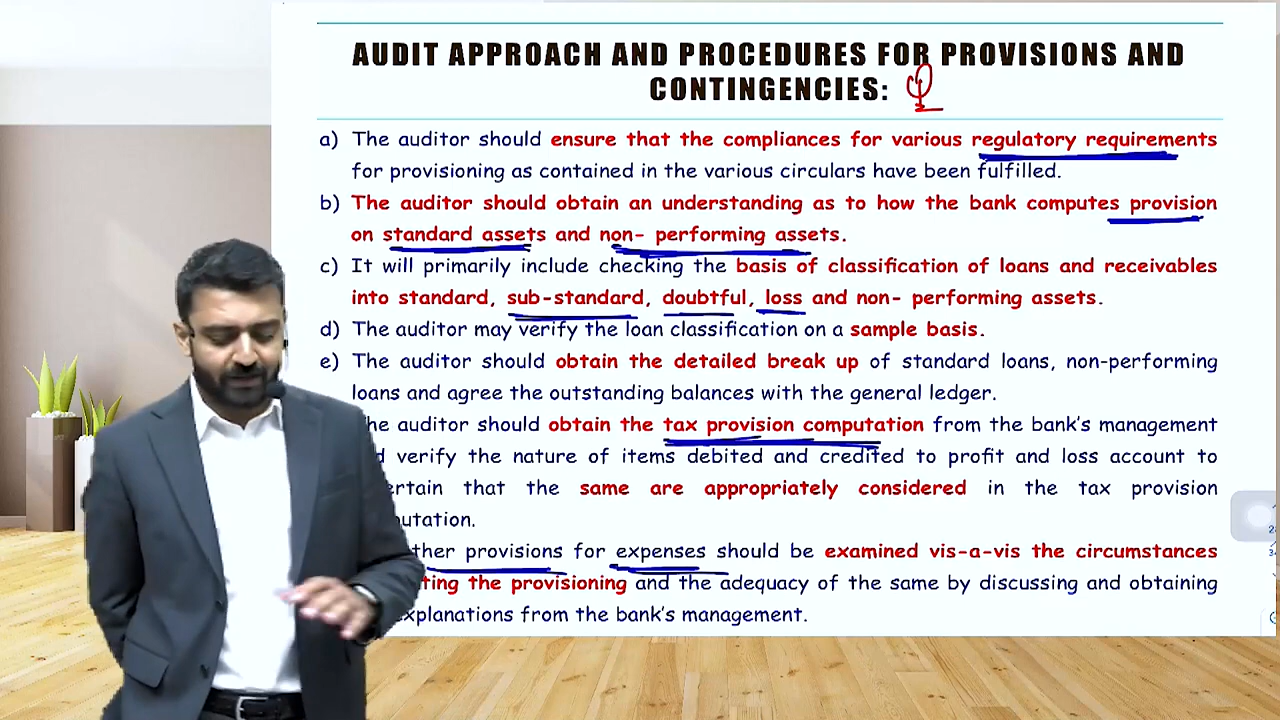 AUDIT APPROACH AND PROCEDURES FOR PROVISIONS AND
CONTINGENCIES:
a) The auditor should ensure that the compliances for various regulatory requirements
for provisioning as contained in the various circulars have been fulfilled.
b) The auditor should obtain an understanding as to how the bank computes provision
on standard assets and non- performing assets.
c) It will primarily include checking the basis of classification of loans and receivables
into standard, sub-standard, doubtful, loss and non- performing assets.
d) The auditor may verify the loan classification on a sample basis.
e) The auditor should obtain the detailed break up of standard loans, non-performing
loans and agree the outstanding balances with the general ledger.
auditor should obtain the tax provision computation from the bank's management
verify the nature of items debited and credited to profit and loss account to
that the same are appropriately considered in the tax provision
provisions for expenses should be examined vis-a-vis the circumstances
the provisioning and the adequacy of the same by discussing and obtaining
explanations from the bank's management.